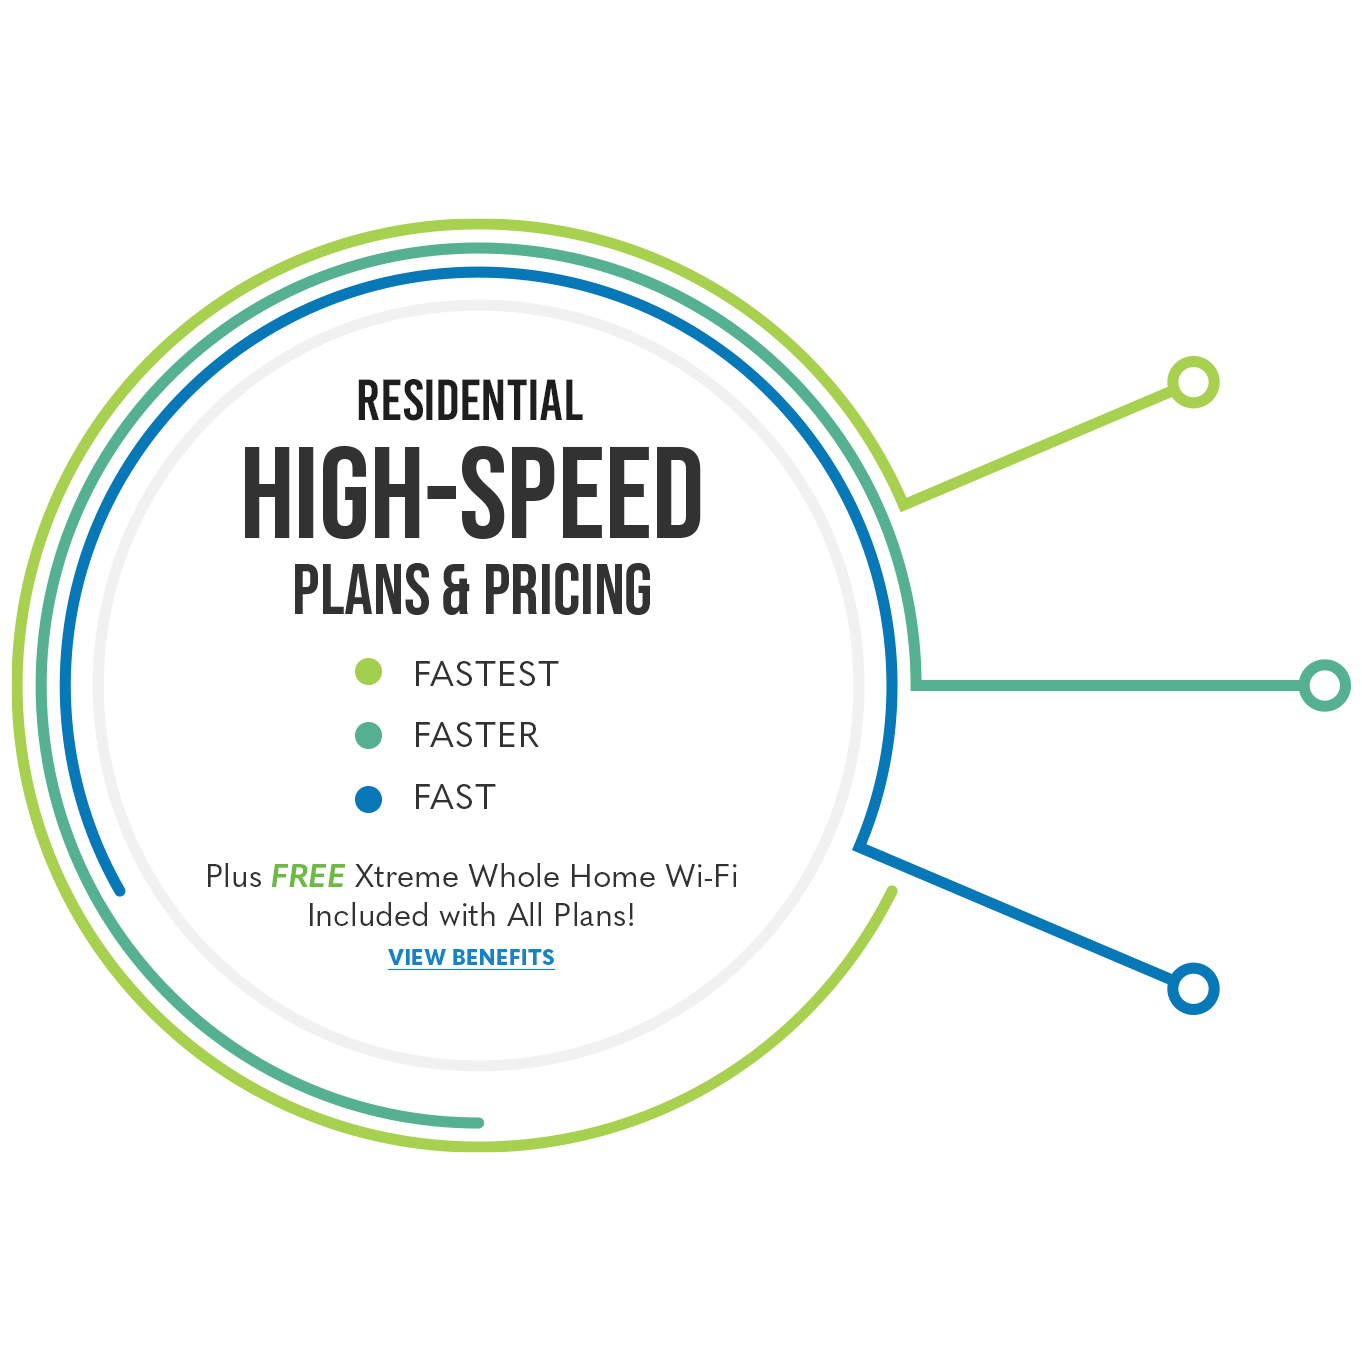 RESIDENTIAL
HIGH-SPEED
PLANS & PRICING
FASTEST
FASTER
FAST
Plus FREE Xtreme Whole Home Wi-Fi
Included with All Plans!
VIEW BENEFITS